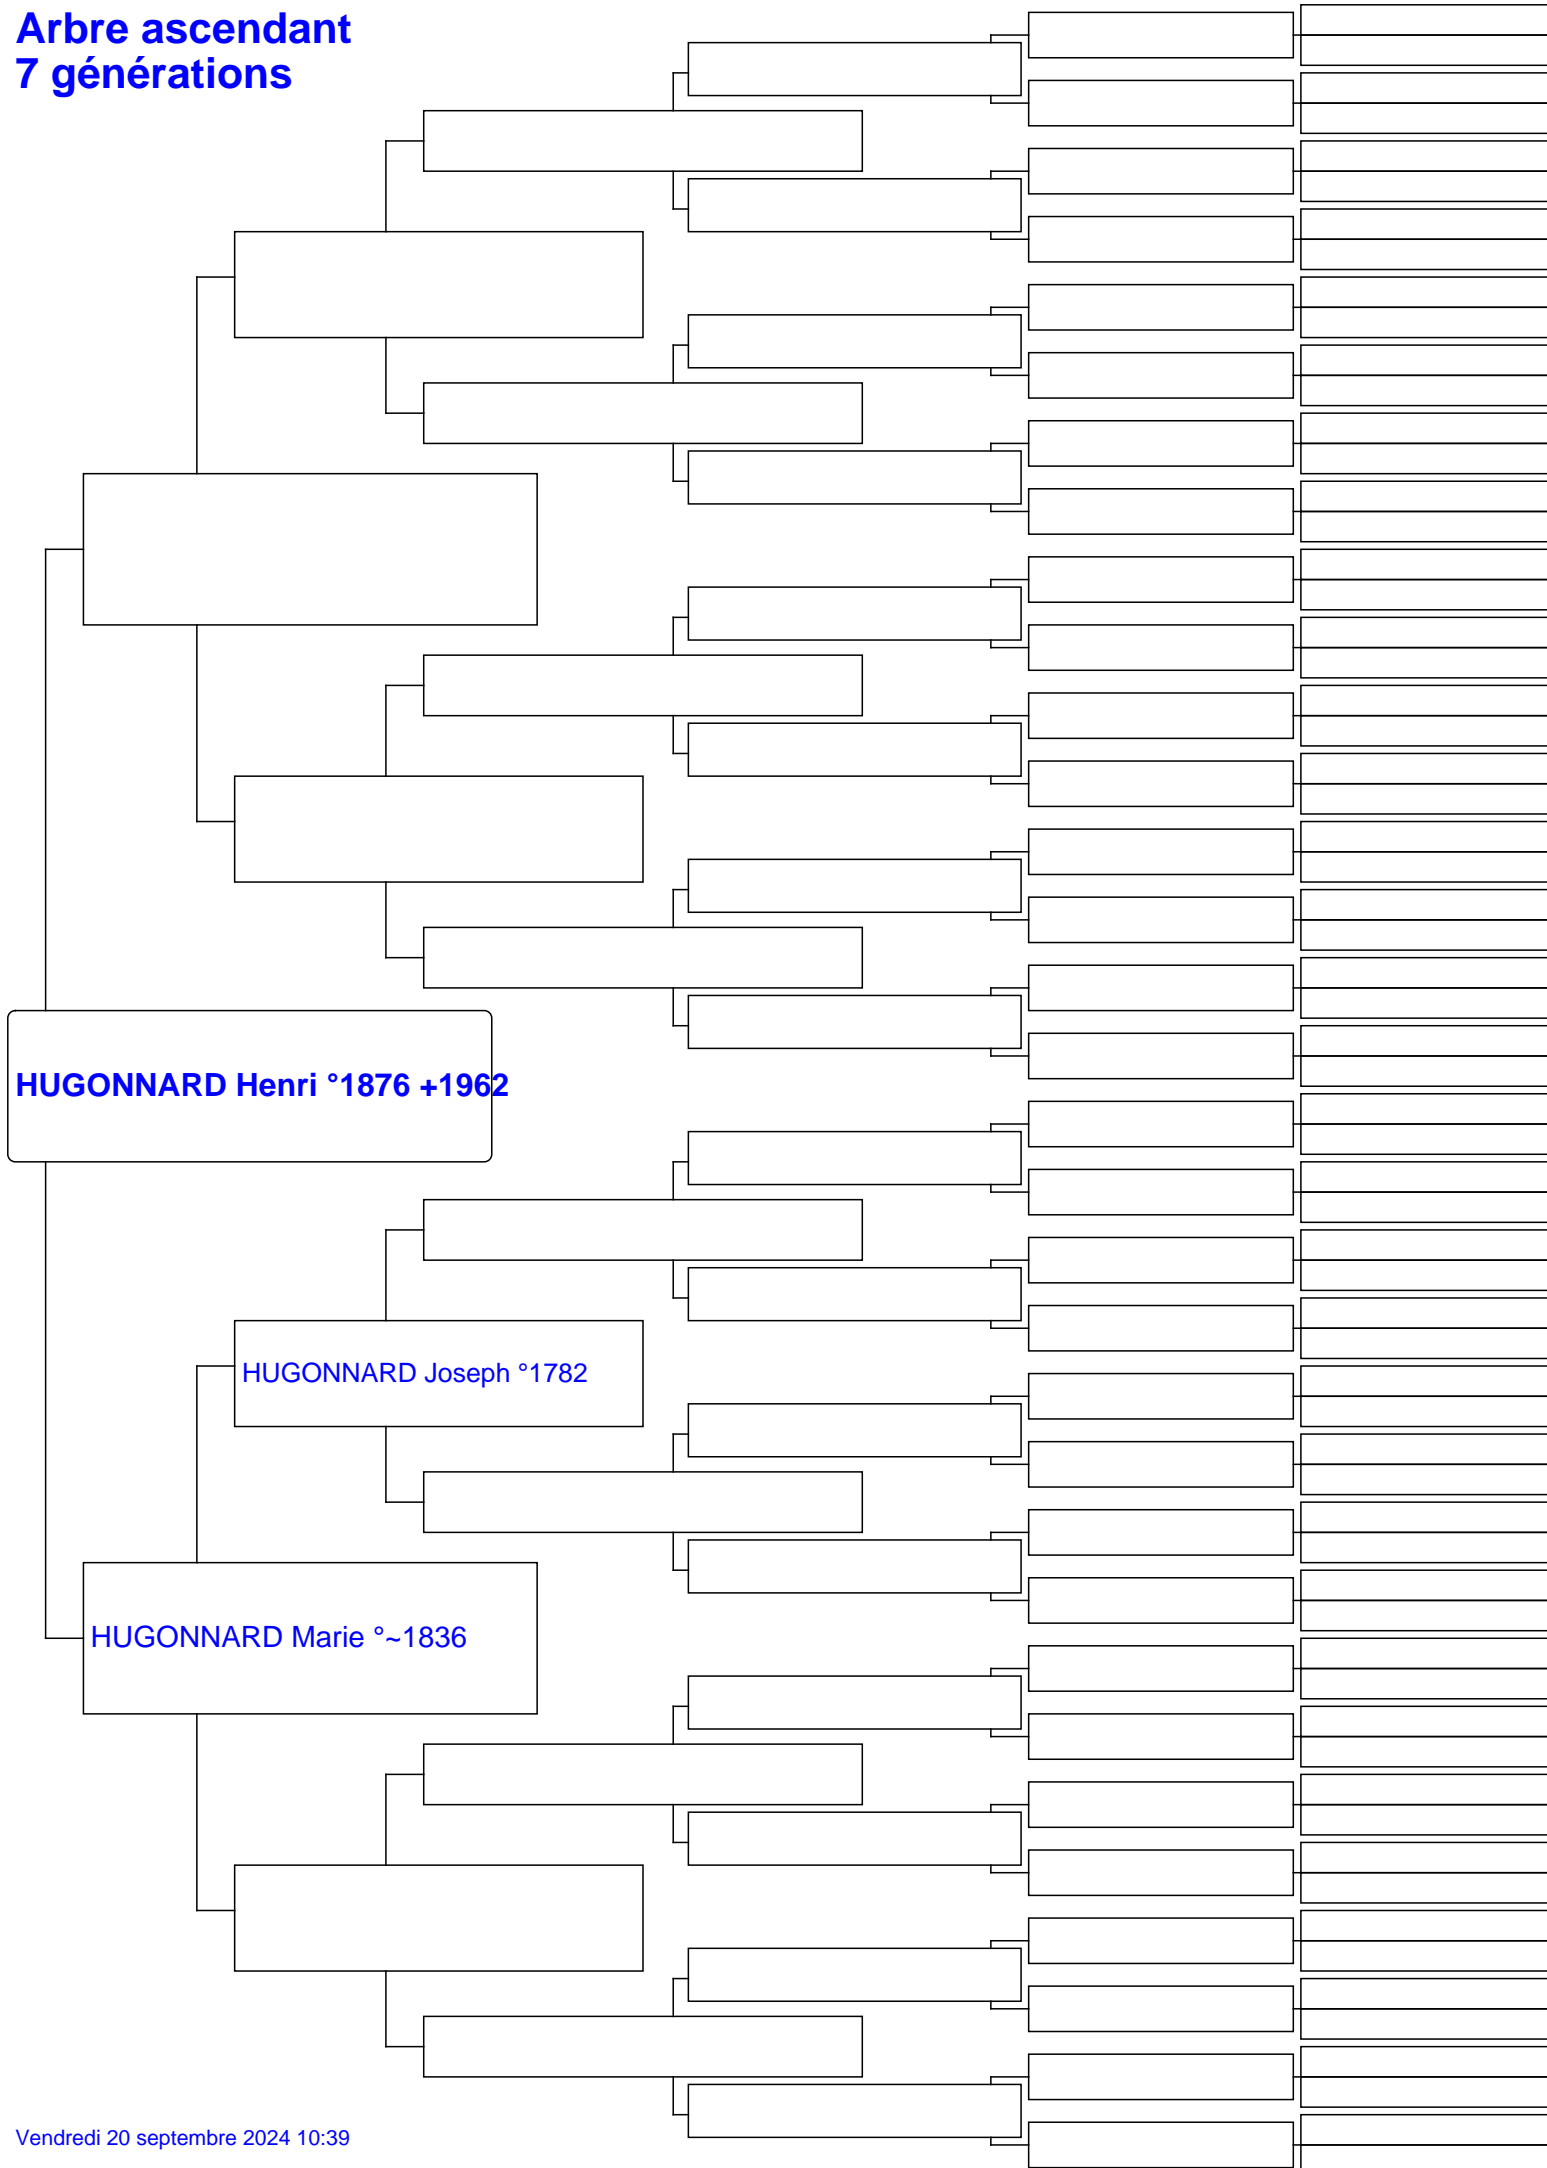 Arbre ascendant
7 générations
HUGONNARD Henri °1876 +1962
HUGONNARD Joseph °1782
HUGONNARD Marie °~1836
Vendredi 20 septembre 2024 10:39